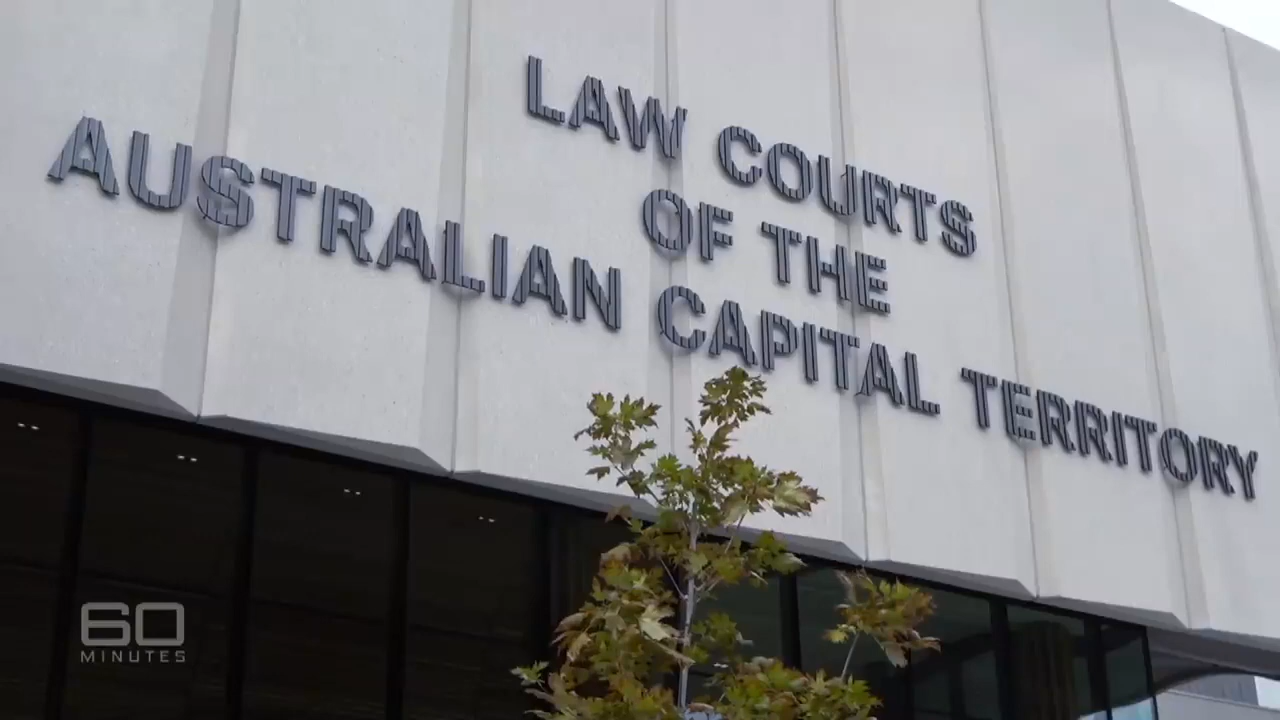 LAW COURTS
OF THE
AUSTRALIAN CAPITAL TERRITORY
60
MINUTES